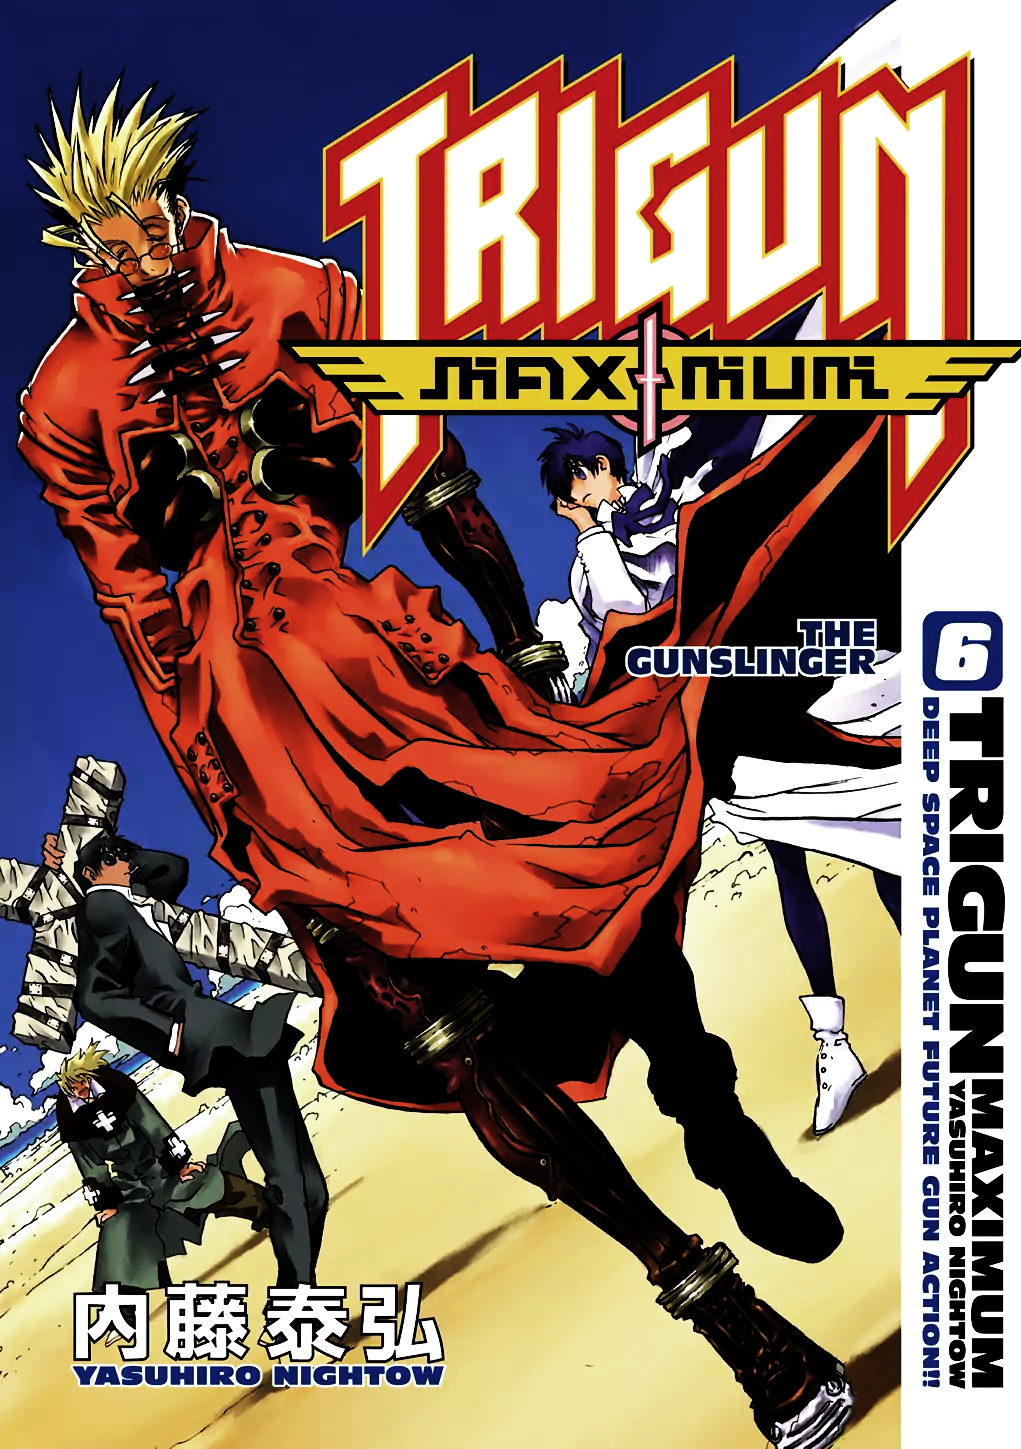 TRIGUN
MAXIMUM
THE
GUNSLINGER
内藤泰弘
YASUHIRO NIGHTOW
6
TRIGUN MAXIMUM
YASUHIRO NIGHTOW
DEEP SPACE PLANET FUTURE GUN ACTION!!